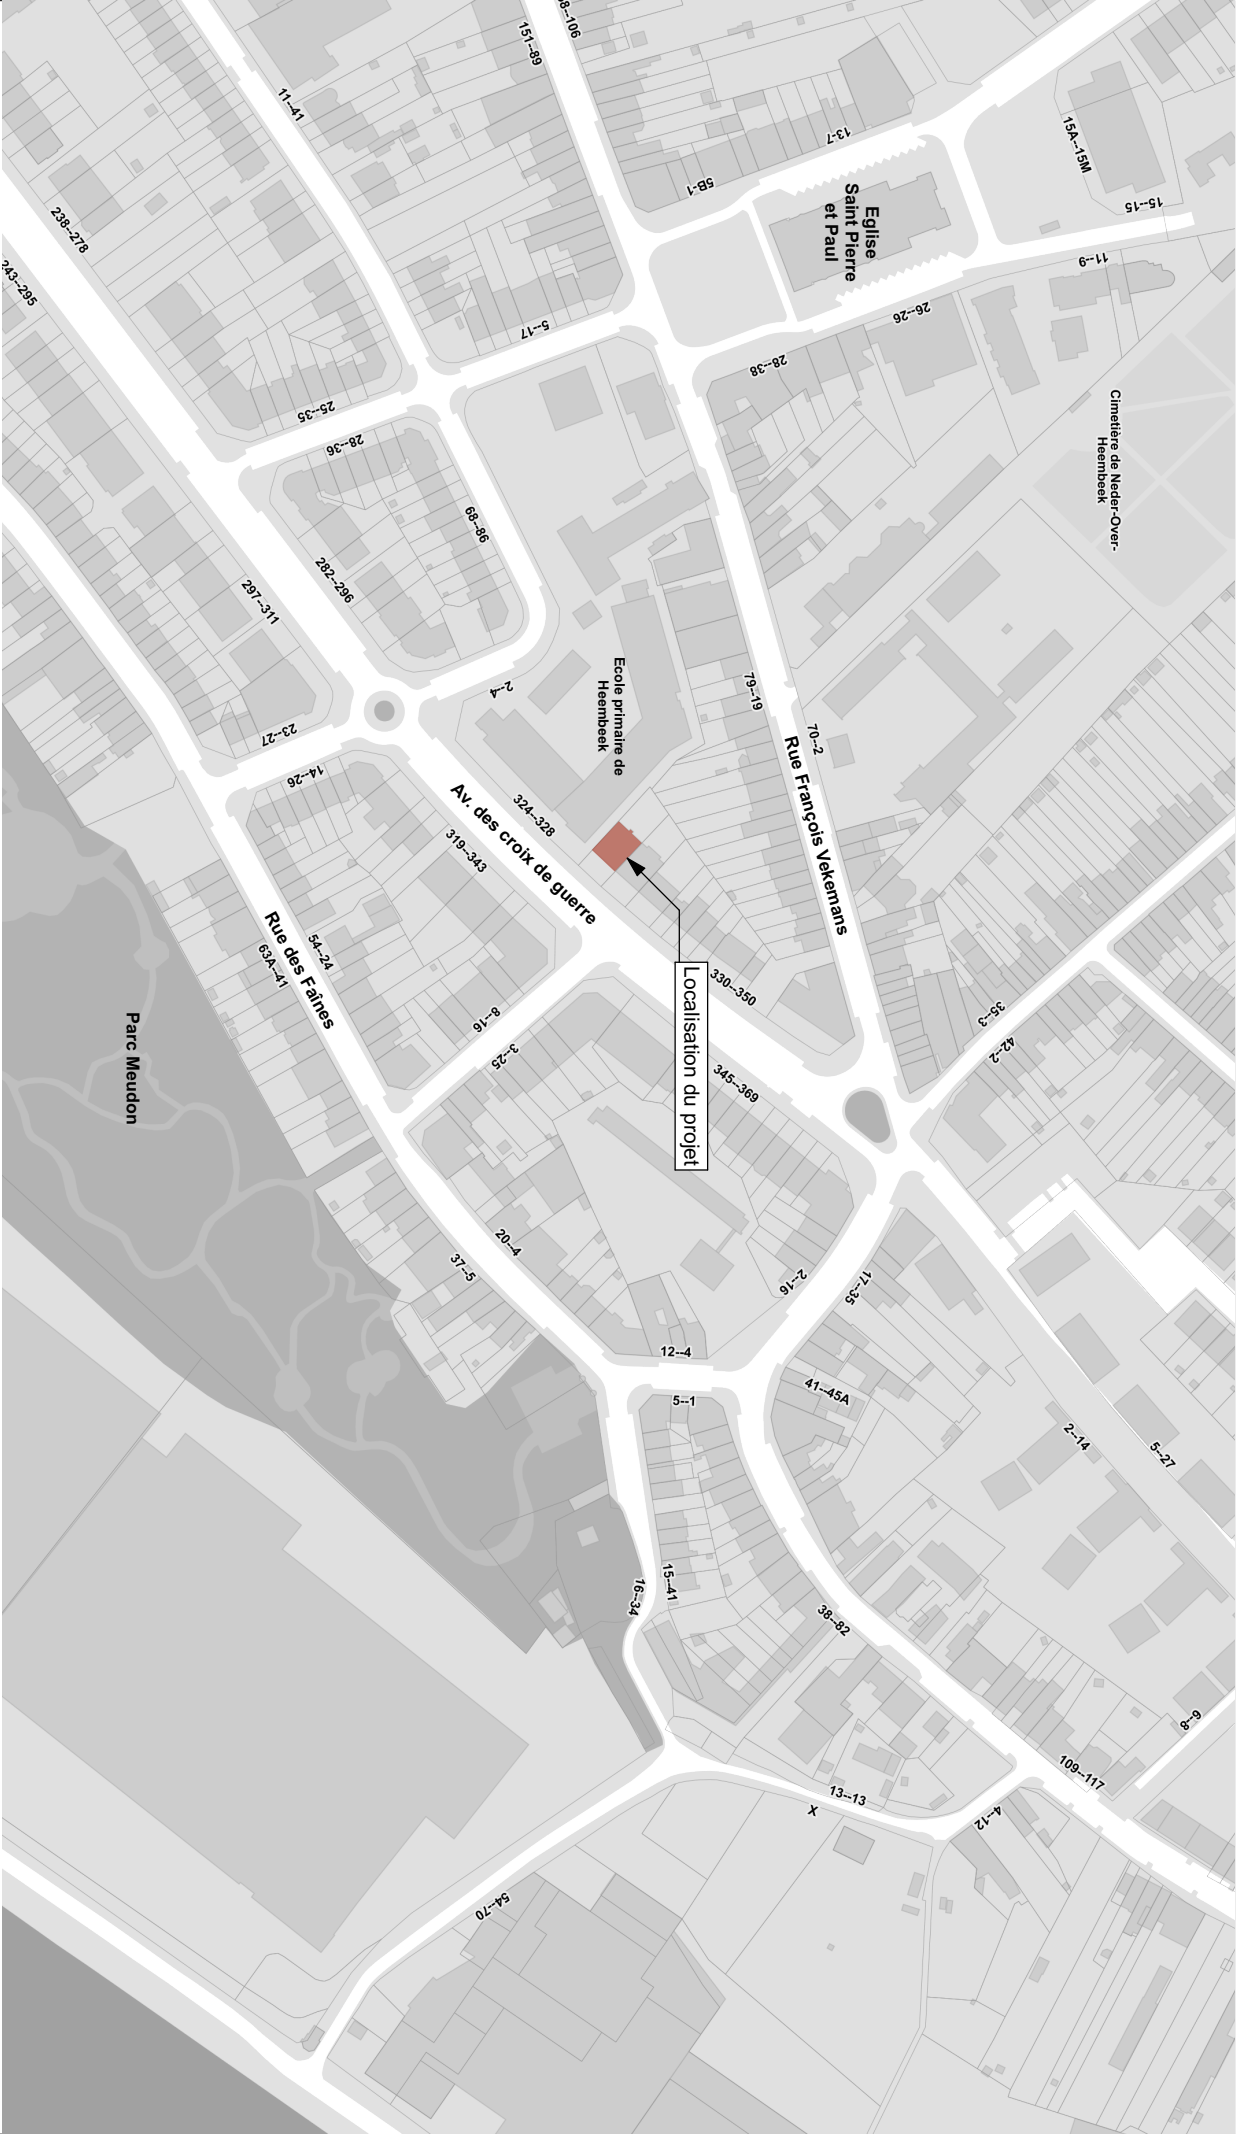 98--106
151--89
11--41
238--278
243--295
13-7
5B-1
15A--15M
15--15
11--9
Eglise
Saint Pierre
et Paul
26--26
28--38
5--17
25--35
28--36
68--86
282--296
297--311
Cimetière de Neder-Over-
Heembeek
Ecole primaire de
Heembeek
79--19
70--2
Rue François Vekemans
2--4
23--27
14--26
324--328
319--343
Av. des croix de guerre
Rue des Faînes
54--24
63A--41
8--16
3--25
330--350
345--369
Localisation du projet
35--3
42--2
Parc Meudon
20--4
37--5
2--16
17--35
12--4
5--1
41--45A
2--14
5--27
15--41
16--34
38--82
8--9
109--117
13--13
X
4--12
54--70